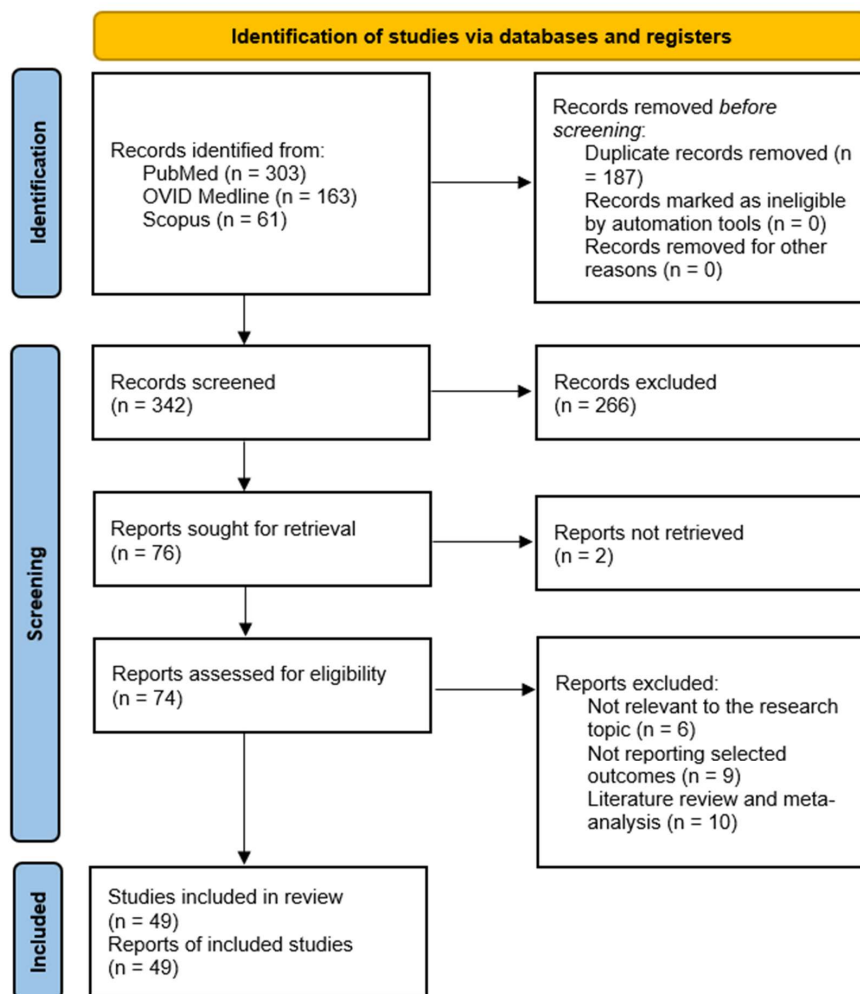 Identification of studies via databases and registers
Identification
Records identified from:
PubMed (n = 303)
OVID Medline (n = 163)
Scopus (n = 61)
Records removed before
screening:
Duplicate records removed (n
= 187)
Records marked as ineligible
by automation tools (n = 0)
Records removed for other
reasons (n = 0)
Screening
Records screened
(n = 342)
Records excluded
(n = 266)
Reports sought for retrieval
(n = 76)
Reports not retrieved
(n = 2)
Reports assessed for eligibility
(n = 74)
Reports excluded:
Not relevant to the research
topic (n = 6)
Not reporting selected
outcomes (n = 9)
Literature review and meta-
analysis (n = 10)
Included
Studies included in review
(n = 49)
Reports of included studies
(n = 49)